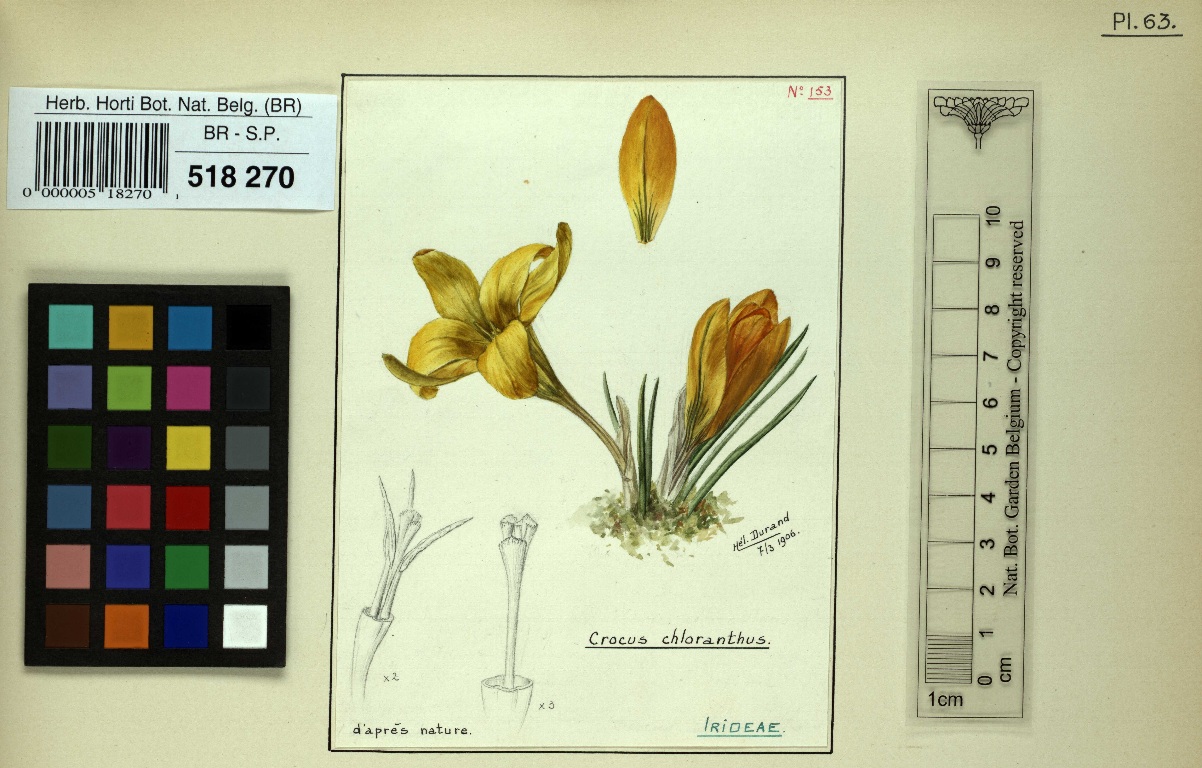 Pl. 63.
Herb. Horti Bot. Nat. Belg. (BR)
BR - S.P.
518 270
0 000005 18270
Nº 153
Hél. Durand
7/3 1906.
Crocus chloranthus.
x2
x3
d'après nature.
IRIDEAE.
10
9
8
7
6
5
4
3
2
1
0
cm
1cm
Nat. Bot. Garden Belgium - Copyright reserved